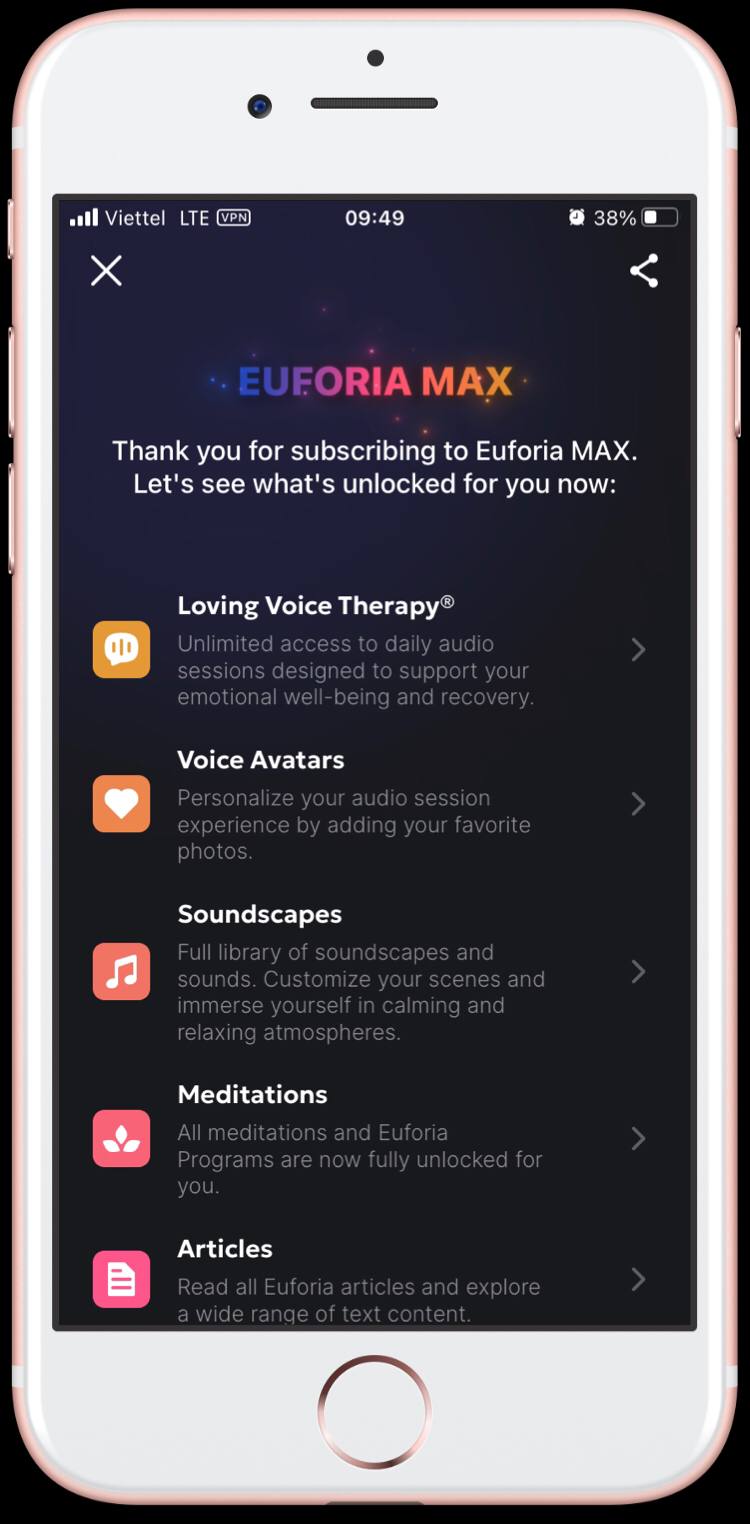 Viettel LTE VPN 09:49 38%
EUFORIA MAX
Thank you for subscribing to Euforia MAX.
Let's see what's unlocked for you now:
Loving Voice Therapy®
Unlimited access to daily audio
sessions designed to support your
emotional well-being and recovery.
Voice Avatars
Personalize your audio session
experience by adding your favorite
photos.
Soundscapes
Full library of soundscapes and
sounds. Customize your scenes and
immerse yourself in calming and
relaxing atmospheres.
Meditations
All meditations and Euforia
Programs are now fully unlocked for
you.
Articles
Read all Euforia articles and explore
a wide range of text content.